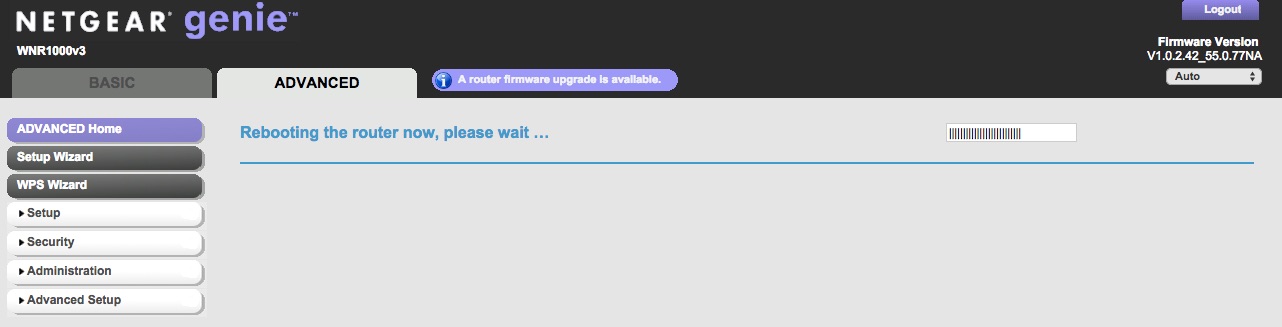 NETGEAR® genie™
Logout
WNR1000v3
Firmware Version
V1.0.2.42_55.0.77NA
BASIC
ADVANCED
A router firmware upgrade is available.
Auto
ADVANCED Home
Setup Wizard
WPS Wizard
Setup
Security
Administration
Advanced Setup
Rebooting the router now, please wait …